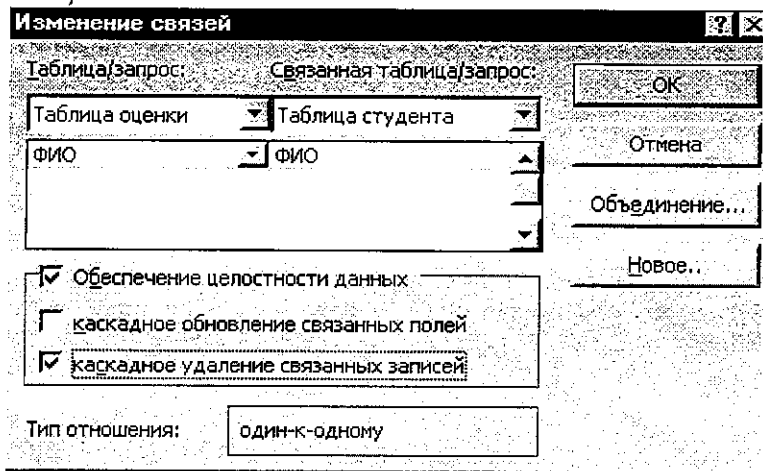 Изменение связей
Таблица/запрос: Связанная таблица/запрос:
Таблица оценки Таблица студента
ФИО ФИО
ОК
Отмена
Объединение...
Новое..
Обеспечение целостности данных
каскадное обновление связанных полей
каскадное удаление связанных записей
Тип отношения: один-к-одному